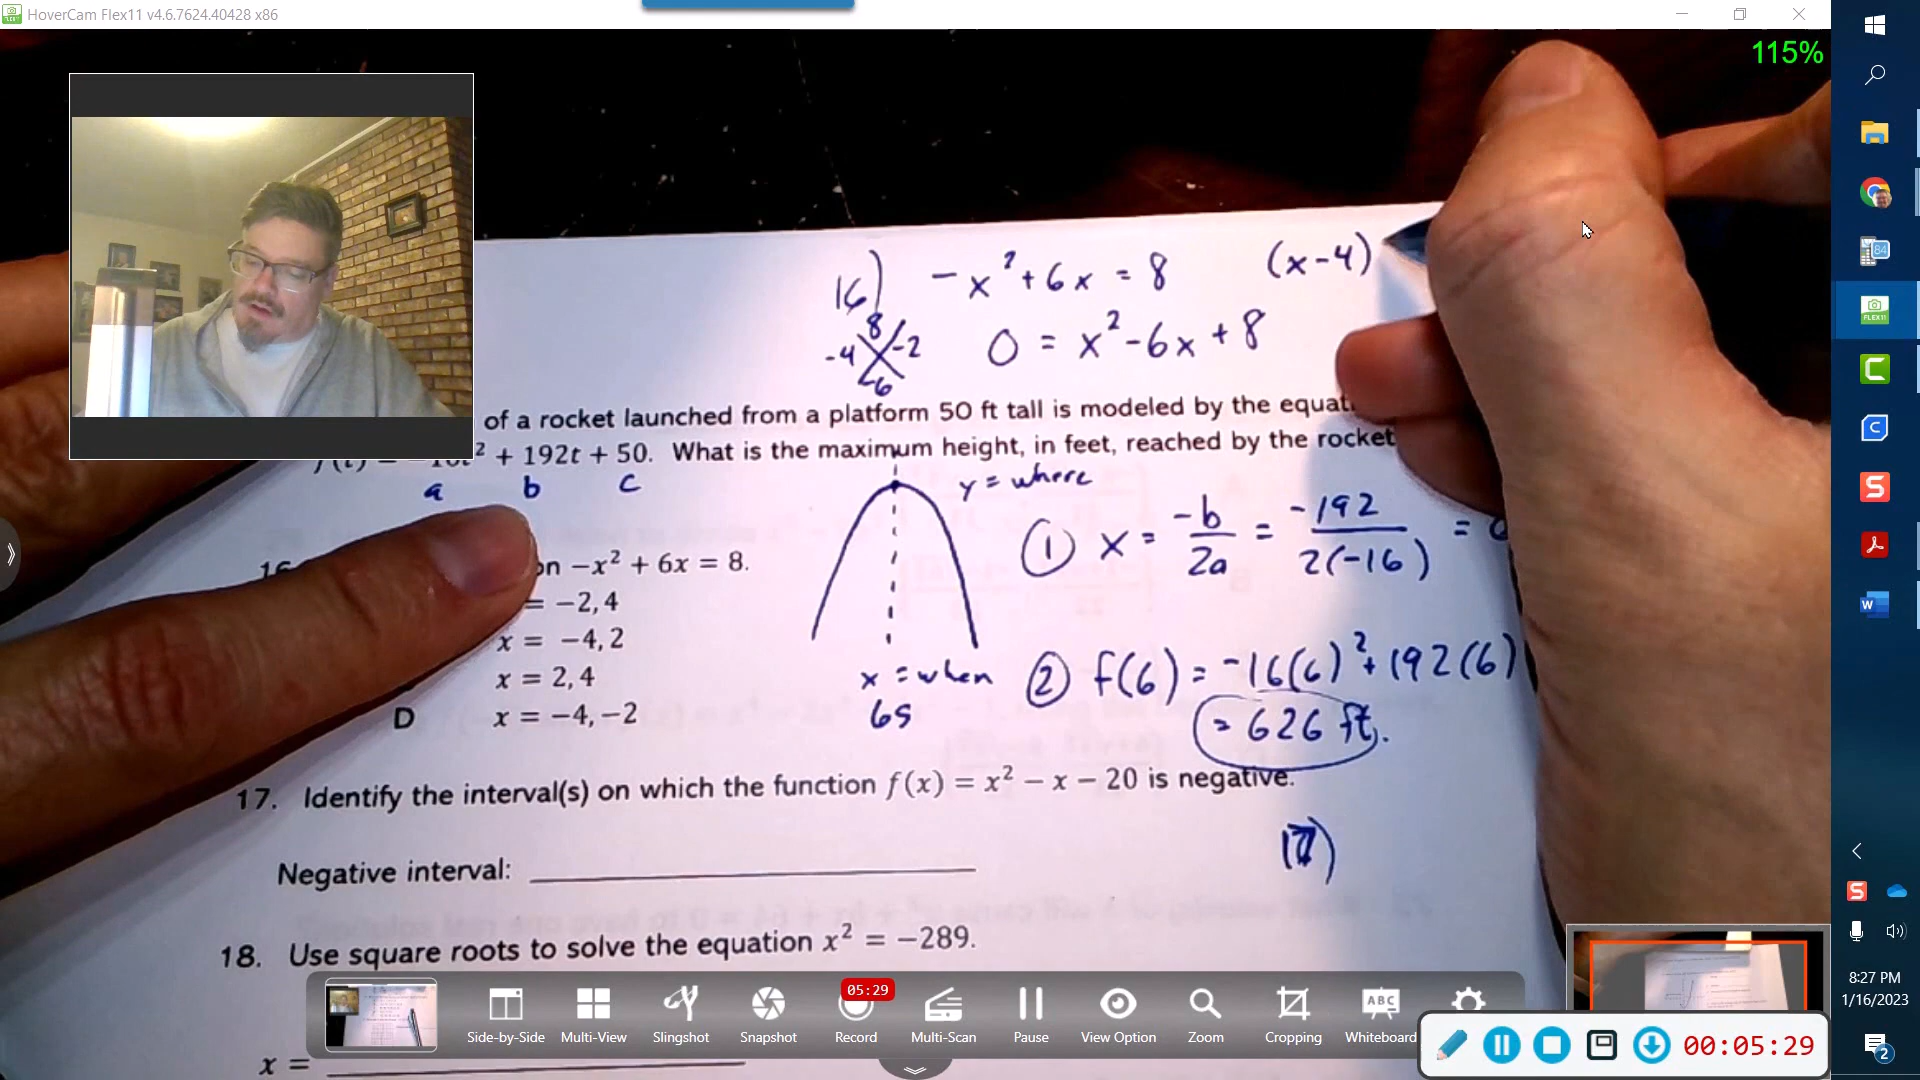 HoverCam Flex11 v4.6.7624.40428 x86
115%
16) -x² + 6x = 8 (x-4)
8
-4 -2
-6
0 = x² - 6x + 8
of a rocket launched from a platform 50 ft tall is modeled by the
² + 192t + 50. What is the maximum height, in feet, reached by the rocket
a b c
y = where
① x = -b/2a = -192/2(-16) =
−x² + 6x = 8.
= −2, 4
x = −4, 2
x = 2, 4
D x = −4, −2
x = when
6s
② f(6) = -16(6)² + 192(6)
= 626 ft.
17. Identify the interval(s) on which the function f(x) = x² − x − 20 is negative.
17)
Negative interval:
18. Use square roots to solve the equation x² = −289.
x =
05:29
Side-by-Side Multi-View Slingshot Snapshot Record Multi-Scan Pause View Option Zoom Cropping Whiteboard
ABC
00:05:29
84
FLEX11
8:27 PM
1/16/2023
2